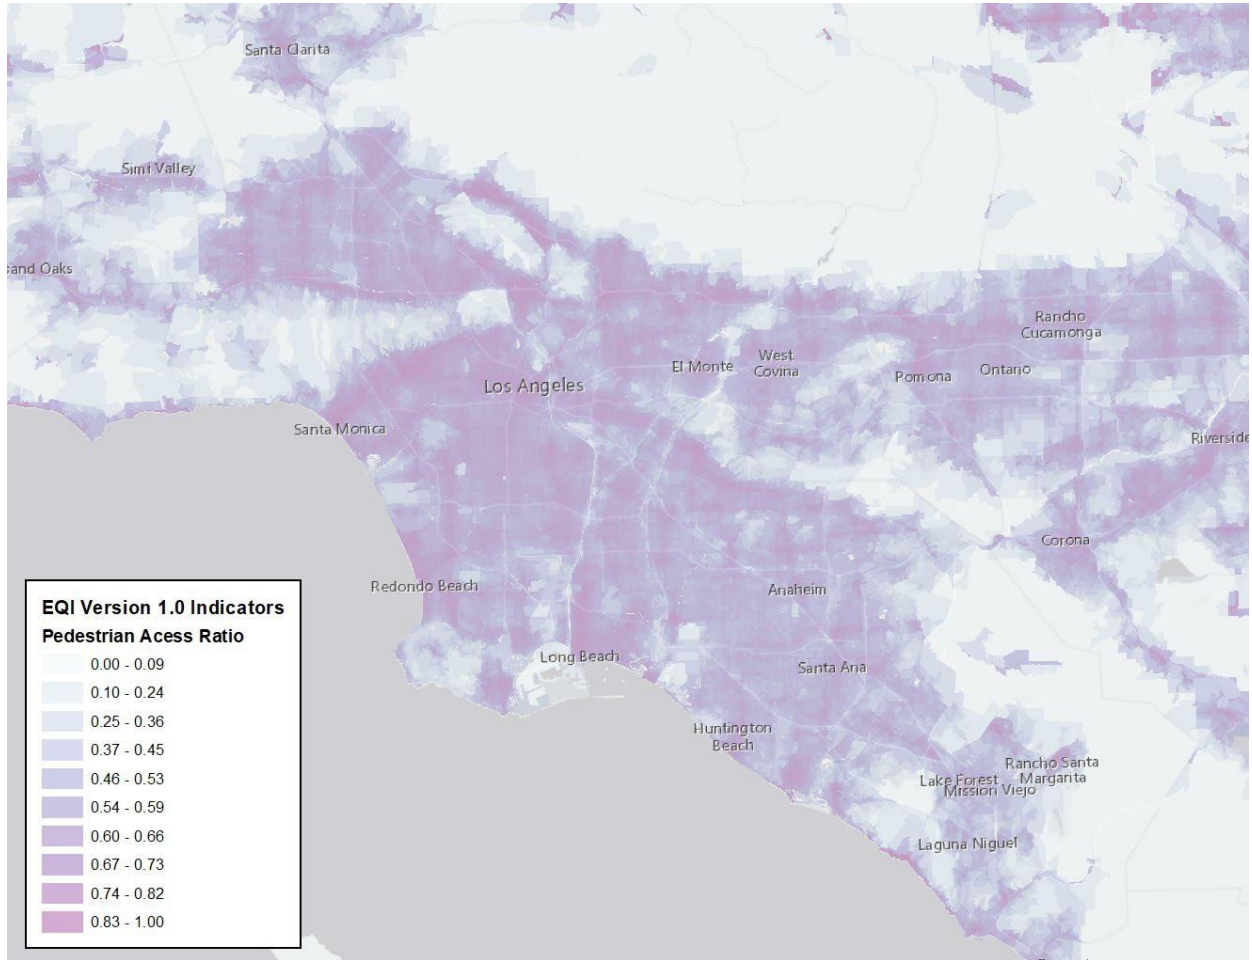 Santa Clarita
Simi Valley
sand Oaks
Rancho
Cucamonga
El Monte
West
Covina
Pomona
Ontario
Los Angeles
Santa Monica
Riverside
Corona
Redondo Beach
Anaheim
Long Beach
Santa Ana
Huntington
Beach
Rancho Santa
Margarita
Lake Forest
Mission Viejo
Laguna Niguel
EQI Version 1.0 Indicators
Pedestrian Acess Ratio
0.00 - 0.09
0.10 - 0.24
0.25 - 0.36
0.37 - 0.45
0.46 - 0.53
0.54 - 0.59
0.60 - 0.66
0.67 - 0.73
0.74 - 0.82
0.83 - 1.00